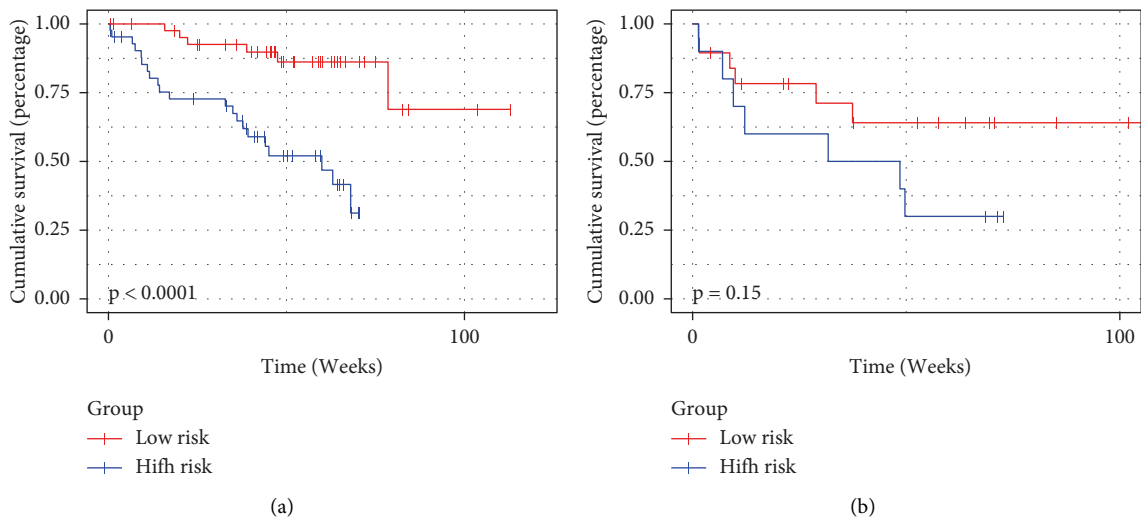 Cumulative survival (percentage)
1.00
0.75
0.50
0.25
0.00
p < 0.0001
0
100
Time (Weeks)
Group
Low risk
Hifh risk
(a)
Cumulative survival (percentage)
1.00
0.75
0.50
0.25
0.00
p = 0.15
0
100
Time (Weeks)
Group
Low risk
Hifh risk
(b)